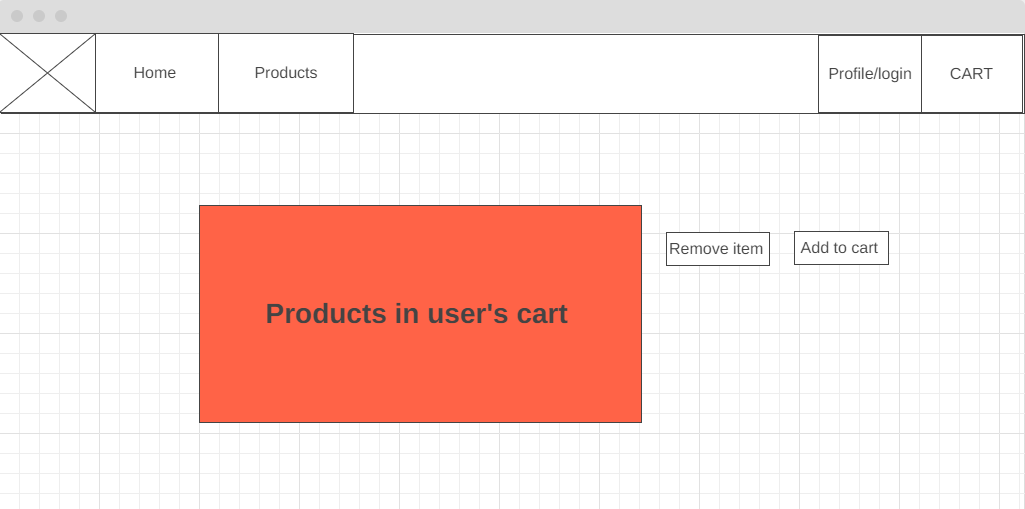 Home
Products
Profile/login
CART
Remove item
Add to cart
Products in user's cart